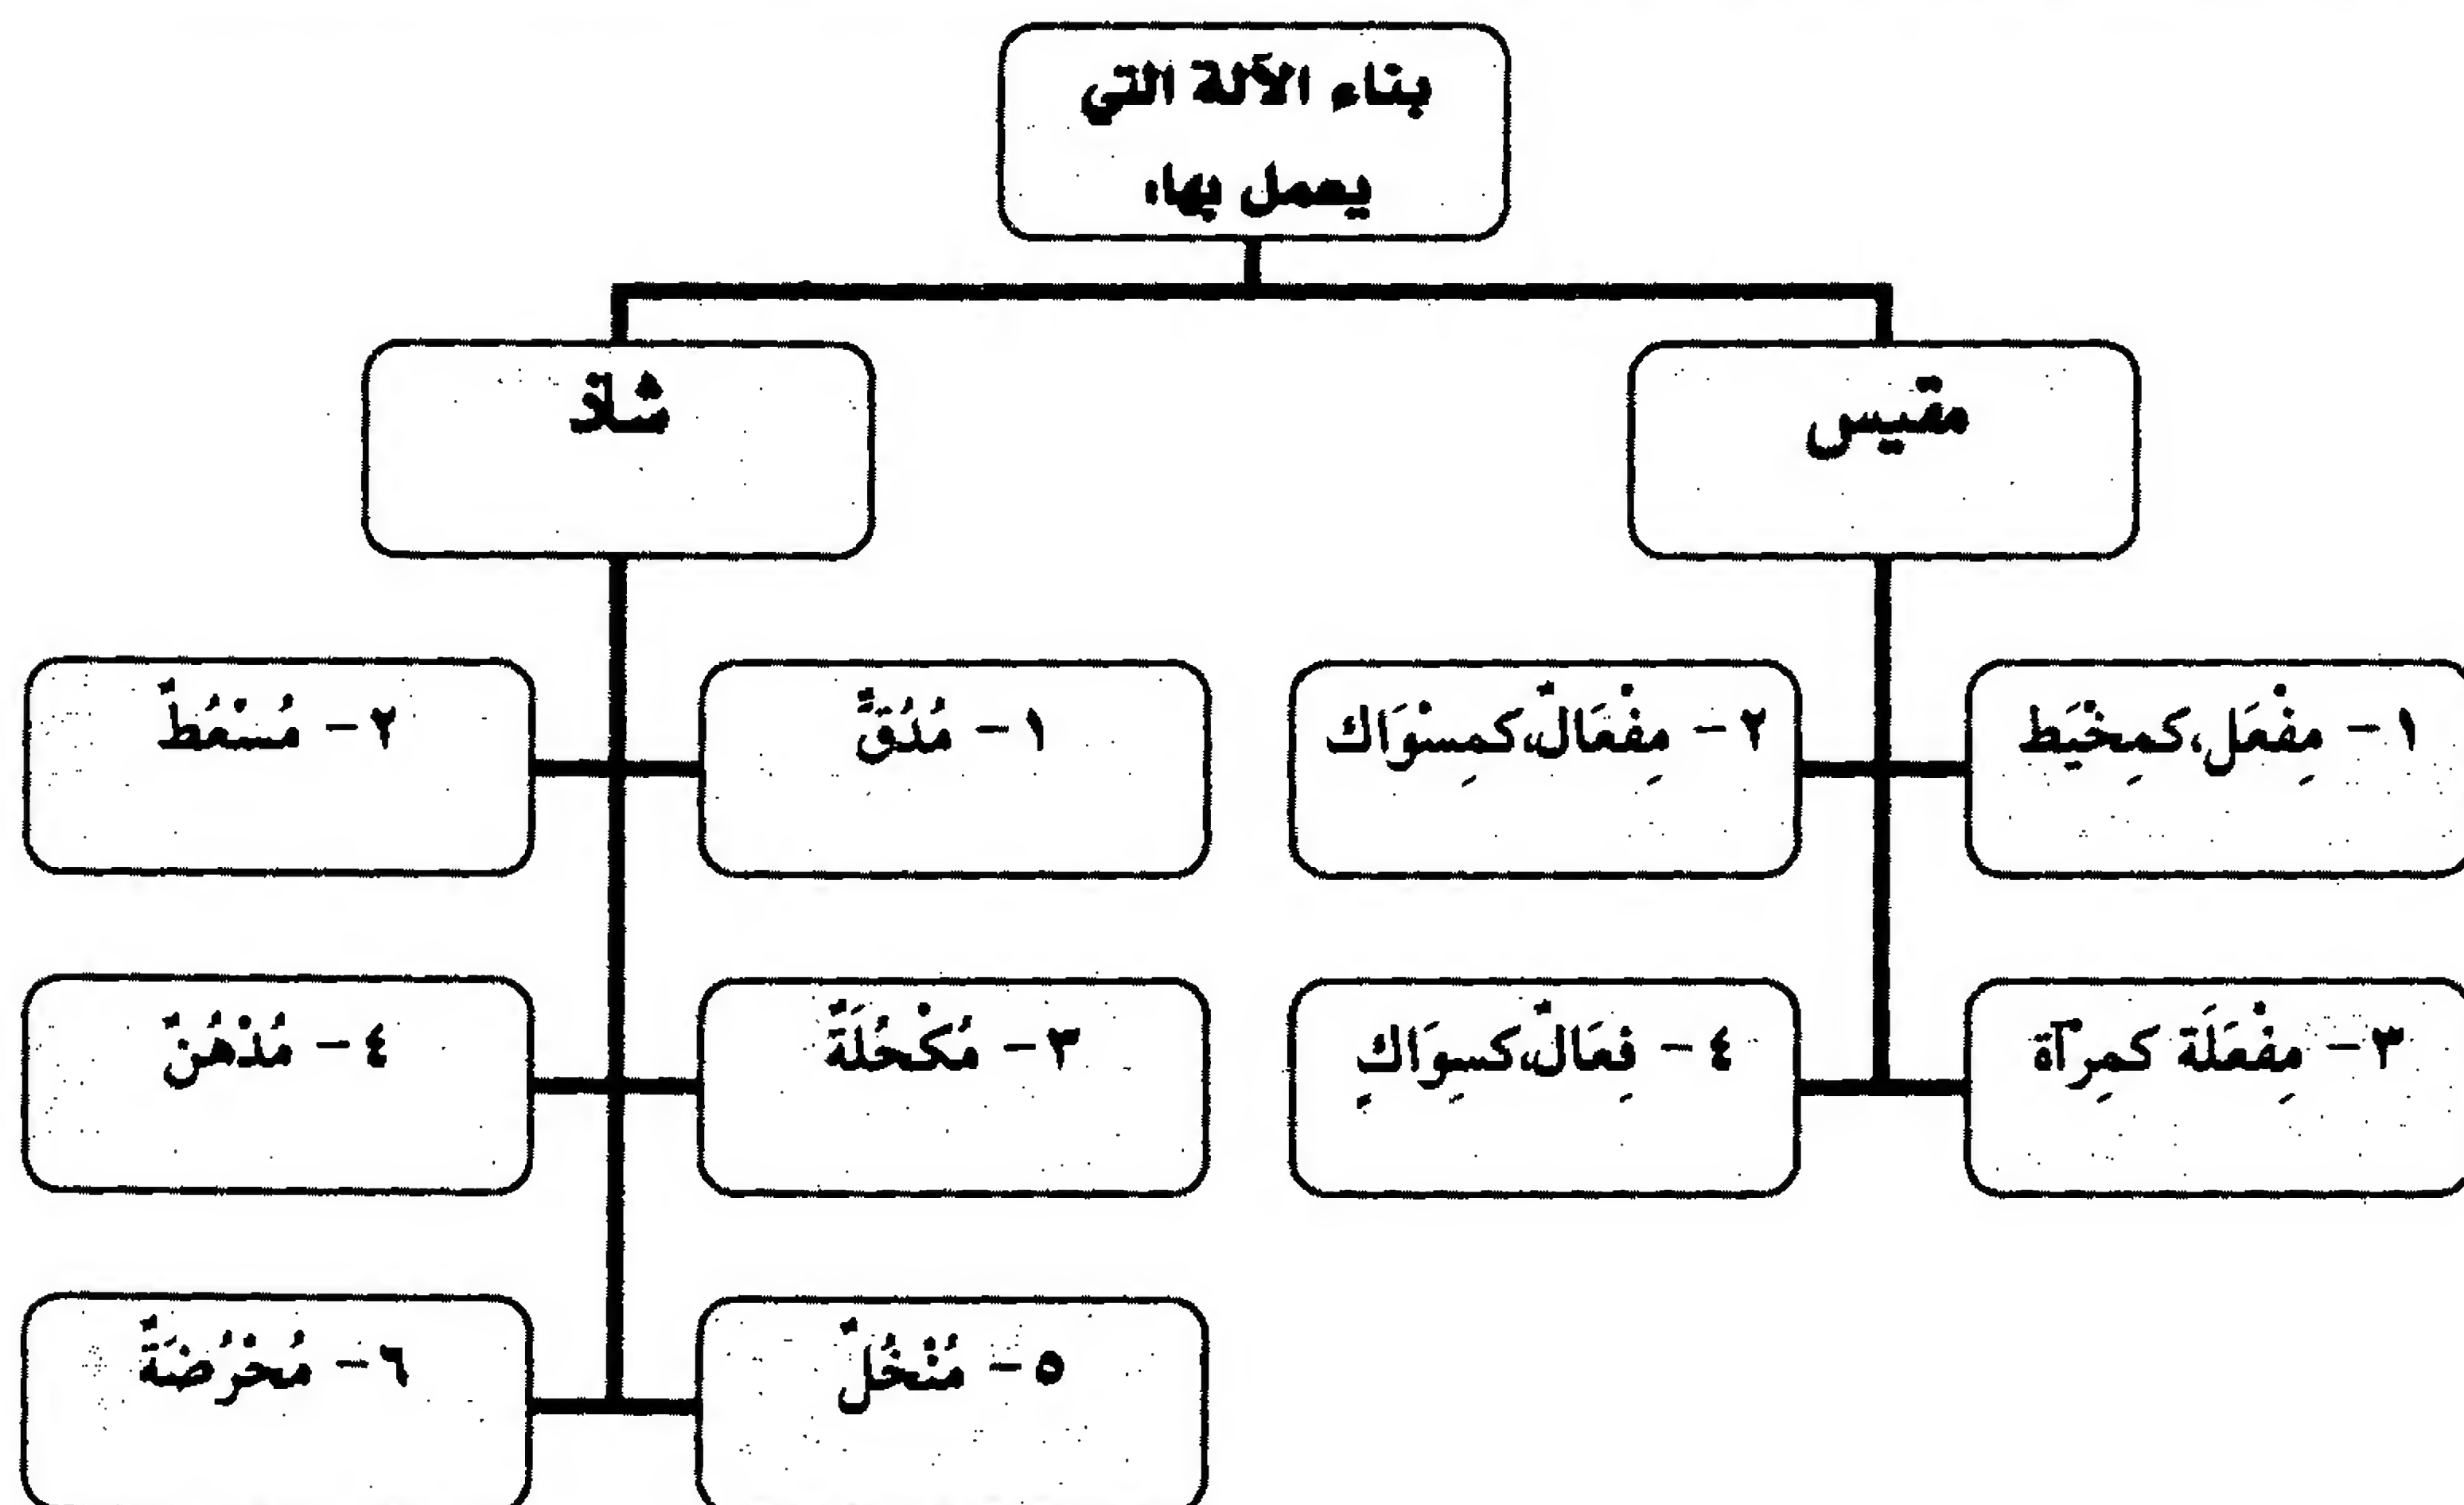 بناء الآلة التي
يعمل بها،
مقيس
شاذ
١- مِفْعَل، كمِخْيَط
٢- مِفْعَالٌ، كمِسْوَاك
٣- مِفْعَلَة كمِرْآة
٤- فِعَالٌ، كسِوَاكٍ
١- مُدُقٌّ
٢- مُسْعُطٌ
٣- مُكْحُلَةٌ
٤- مُدْهُنٌ
٥- مُنْخُلٌ
٦- مُحْرُضَةٌ